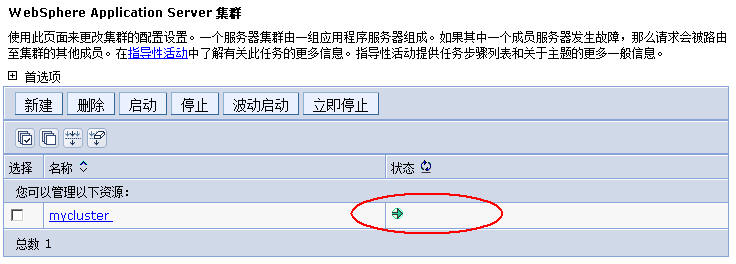 WebSphere Application Server 集群
使用此页面来更改集群的配置设置。一个服务器集群由一组应用程序服务器组成。如果其中一个成员服务器发生故障，那么请求会被路由
至集群的其他成员。在指导性活动中了解有关此任务的更多信息。指导性活动提供任务步骤列表和关于主题的更多一般信息。
首选项
新建 删除 启动 停止 波动启动 立即停止
选择 名称 状态
您可以管理以下资源:
mycluster
总数 1